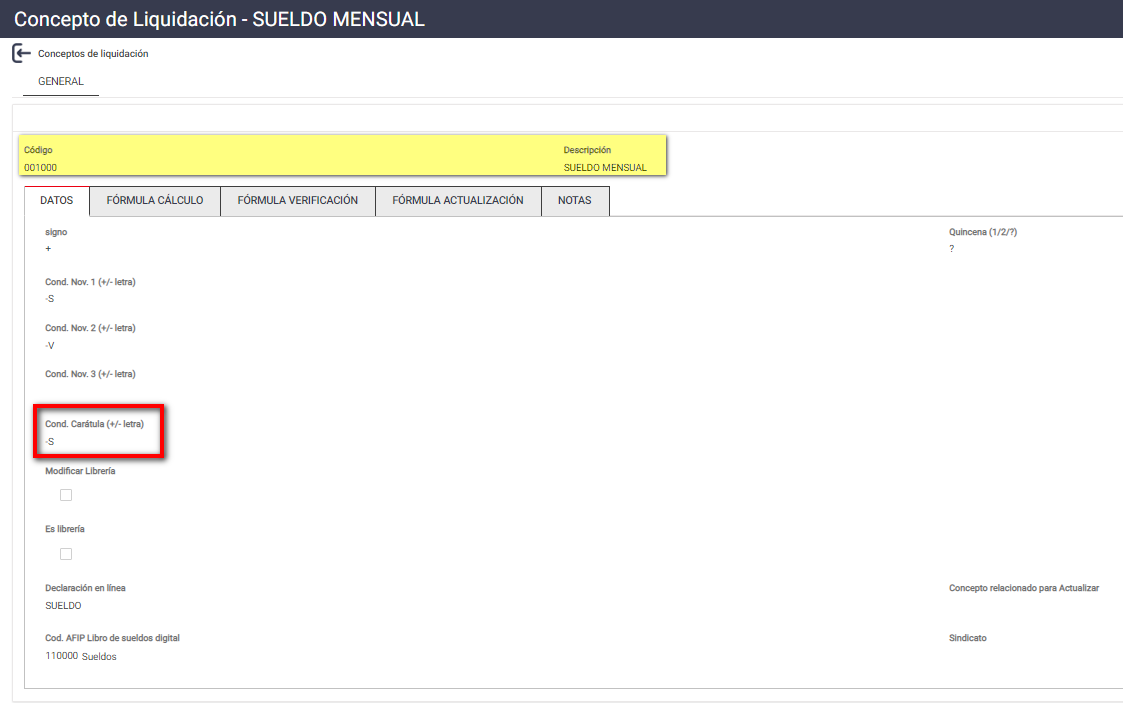 Concepto de Liquidación - SUELDO MENSUAL
Conceptos de liquidación
GENERAL
Código Descripción
001000 SUELDO MENSUAL
DATOS FÓRMULA CÁLCULO FÓRMULA VERIFICACIÓN FÓRMULA ACTUALIZACIÓN NOTAS
signo Quincena (1/2/?)
+ ?
Cond. Nov. 1 (+/- letra)
-S
Cond. Nov. 2 (+/- letra)
-V
Cond. Nov. 3 (+/- letra)
Cond. Carátula (+/- letra)
-S
Modificar Librería
Es librería
Declaración en línea Concepto relacionado para Actualizar
SUELDO
Cod. AFIP Libro de sueldos digital Sindicato
110000 Sueldos